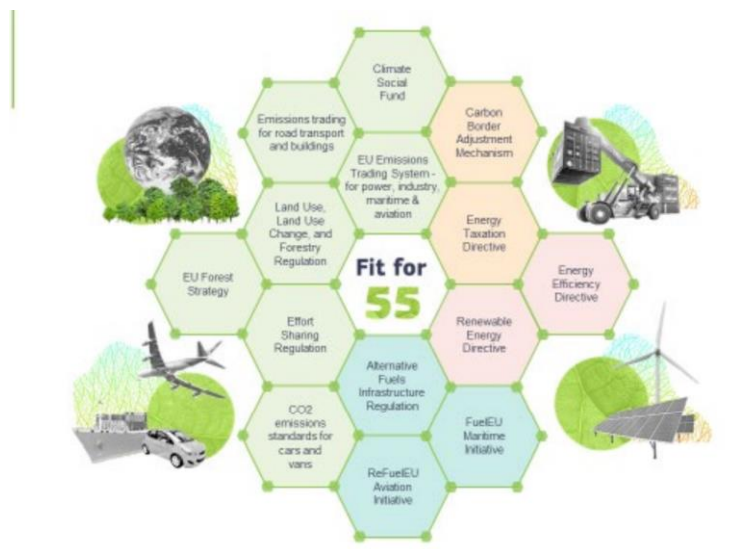 Climate
Social
Fund
Emissions trading
for road transport
and buildings
Carbon
Border
Adjustment
Mechanism
EU Emissions
Trading System -
for power, industry,
maritime &
aviation
Land Use,
Land Use
Change, and
Forestry
Regulation
Energy
Taxation
Directive
EU Forest
Strategy
Fit for
55
Energy
Efficiency
Directive
Effort
Sharing
Regulation
Renewable
Energy
Directive
Alternative
Fuels
Infrastructure
Regulation
CO2
emissions
standards for
cars and
vans
FuelEU
Maritime
Initiative
ReFuelEU
Aviation
Initiative